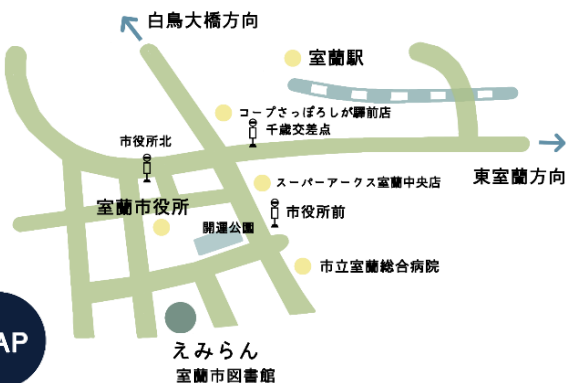 白鳥大橋方向
室蘭駅
コープさっぽろしが驛前店
千歳交差点
市役所北
東室蘭方向
スーパーアークス室蘭中央店
室蘭市役所
市役所前
開運公園
市立室蘭総合病院
AP
えみらん
室蘭市図書館